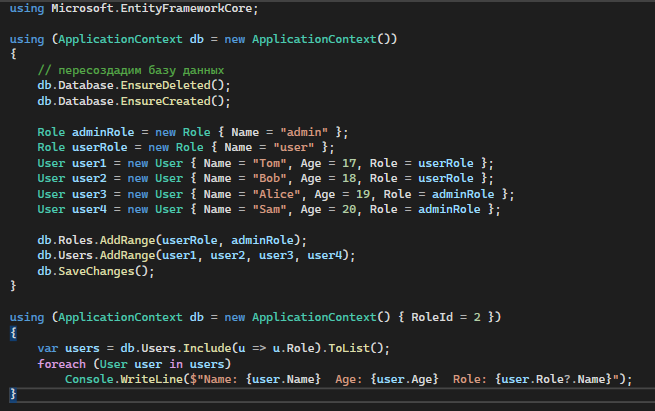 using Microsoft.EntityFrameworkCore;
using (ApplicationContext db = new ApplicationContext())
{
// пересоздадим базу данных
db.Database.EnsureDeleted();
db.Database.EnsureCreated();
Role adminRole = new Role { Name = "admin" };
Role userRole = new Role { Name = "user" };
User user1 = new User { Name = "Tom", Age = 17, Role = userRole };
User user2 = new User { Name = "Bob", Age = 18, Role = userRole };
User user3 = new User { Name = "Alice", Age = 19, Role = adminRole };
User user4 = new User { Name = "Sam", Age = 20, Role = adminRole };
db.Roles.AddRange(userRole, adminRole);
db.Users.AddRange(user1, user2, user3, user4);
db.SaveChanges();
}
using (ApplicationContext db = new ApplicationContext() { RoleId = 2 })
{
var users = db.Users.Include(u => u.Role).ToList();
foreach (User user in users)
Console.WriteLine($"Name: {user.Name}  Age: {user.Age}  Role: {user.Role?.Name}");
}